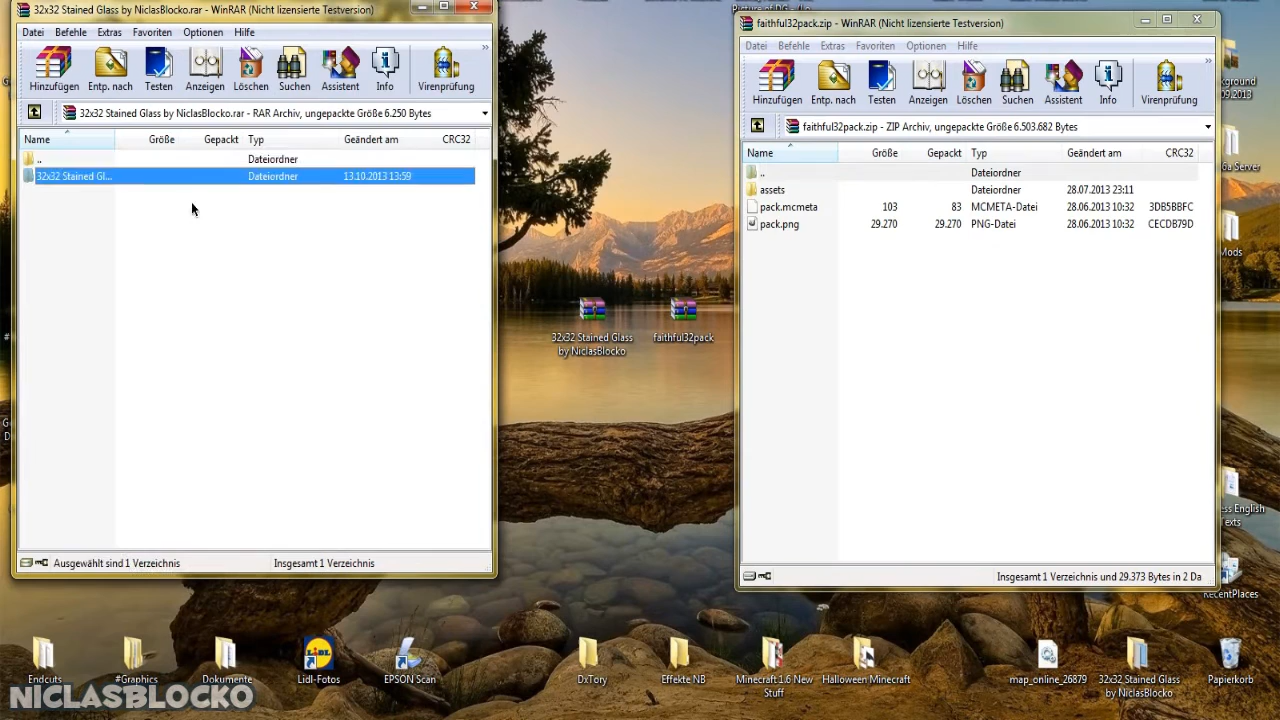 32x32 Stained Glass by NiclasBlocko.rar - WinRAR (Nicht lizensierte Testversion)
Datei Befehle Extras Favoriten Optionen Hilfe
Hinzufügen Entp. nach Testen Anzeigen Löschen Suchen Assistent Info Virenprüfung
32x32 Stained Glass by NiclasBlocko.rar - RAR Archiv, ungepackte Größe 6.250 Bytes
Name Größe Gepackt Typ Geändert am CRC32
.. Dateiordner
32x32 Stained Gl... Dateiordner 13.10.2013 13:59
Ausgewählt sind 1 Verzeichnis Insgesamt 1 Verzeichnis
faithful32pack.zip - WinRAR (Nicht lizensierte Testversion)
Datei Befehle Extras Favoriten Optionen Hilfe
Hinzufügen Entp. nach Testen Anzeigen Löschen Suchen Assistent Info Virenprüfung
faithful32pack.zip - ZIP Archiv, ungepackte Größe 6.503.682 Bytes
Name Größe Gepackt Typ Geändert am CRC32
.. Dateiordner
assets Dateiordner 28.07.2013 23:11
pack.mcmeta 103 83 MCMETA-Datei 28.06.2013 10:32 3DB5BBFC
pack.png 29.270 29.270 PNG-Datei 28.06.2013 10:32 CECDB79D
Insgesamt 1 Verzeichnis und 29.373 Bytes in 2 Da
32x32 Stained Glass
by NiclasBlocko
faithful32pack
Mods
RecentPlaces
Endcuts
#Graphics
Dokumente
LiDL
Lidl-Fotos
EPSON Scan
DxTory
Effekte NB
Minecraft 1.6 New
Stuff
Halloween Minecraft
map_online_26879
32x32 Stained Glass
by NiclasBlocko
Papierkorb
NICLASBLOCKO